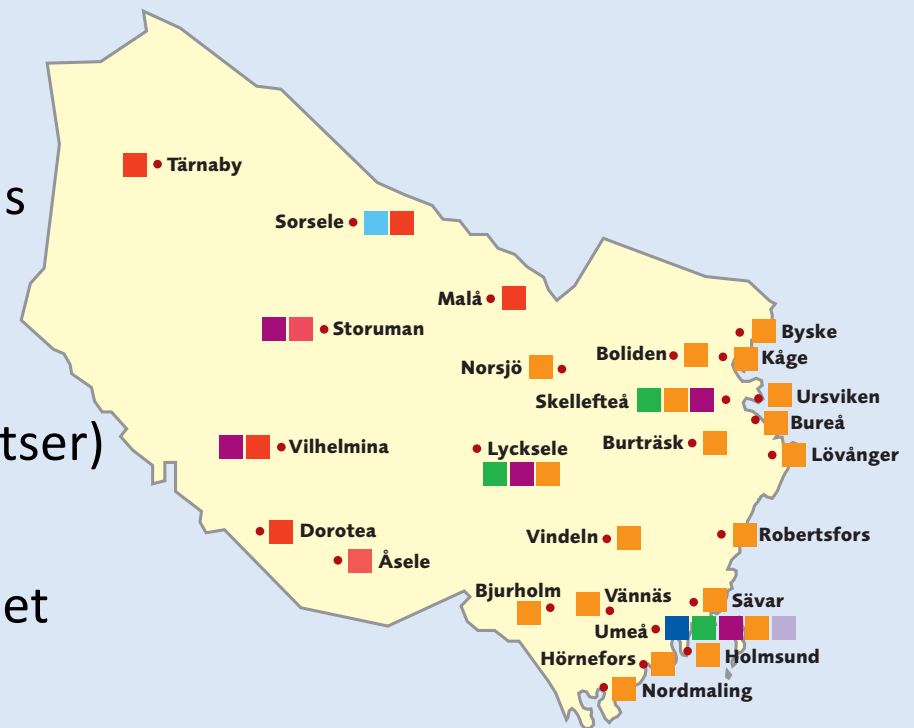 Tärnaby
s
Sorsele
Malå
Storuman
Byske
Boliden
Kåge
Norsjö
Skellefteå
Ursviken
Bureå
tser)
Vilhelmina
Lycksele
Burträsk
Lövånger
Dorotea
Vindeln
Robertsfors
Åsele
Bjurholm
Vännäs
Sävar
et
Umeå
Hörnefors
Holmsund
Nordmaling